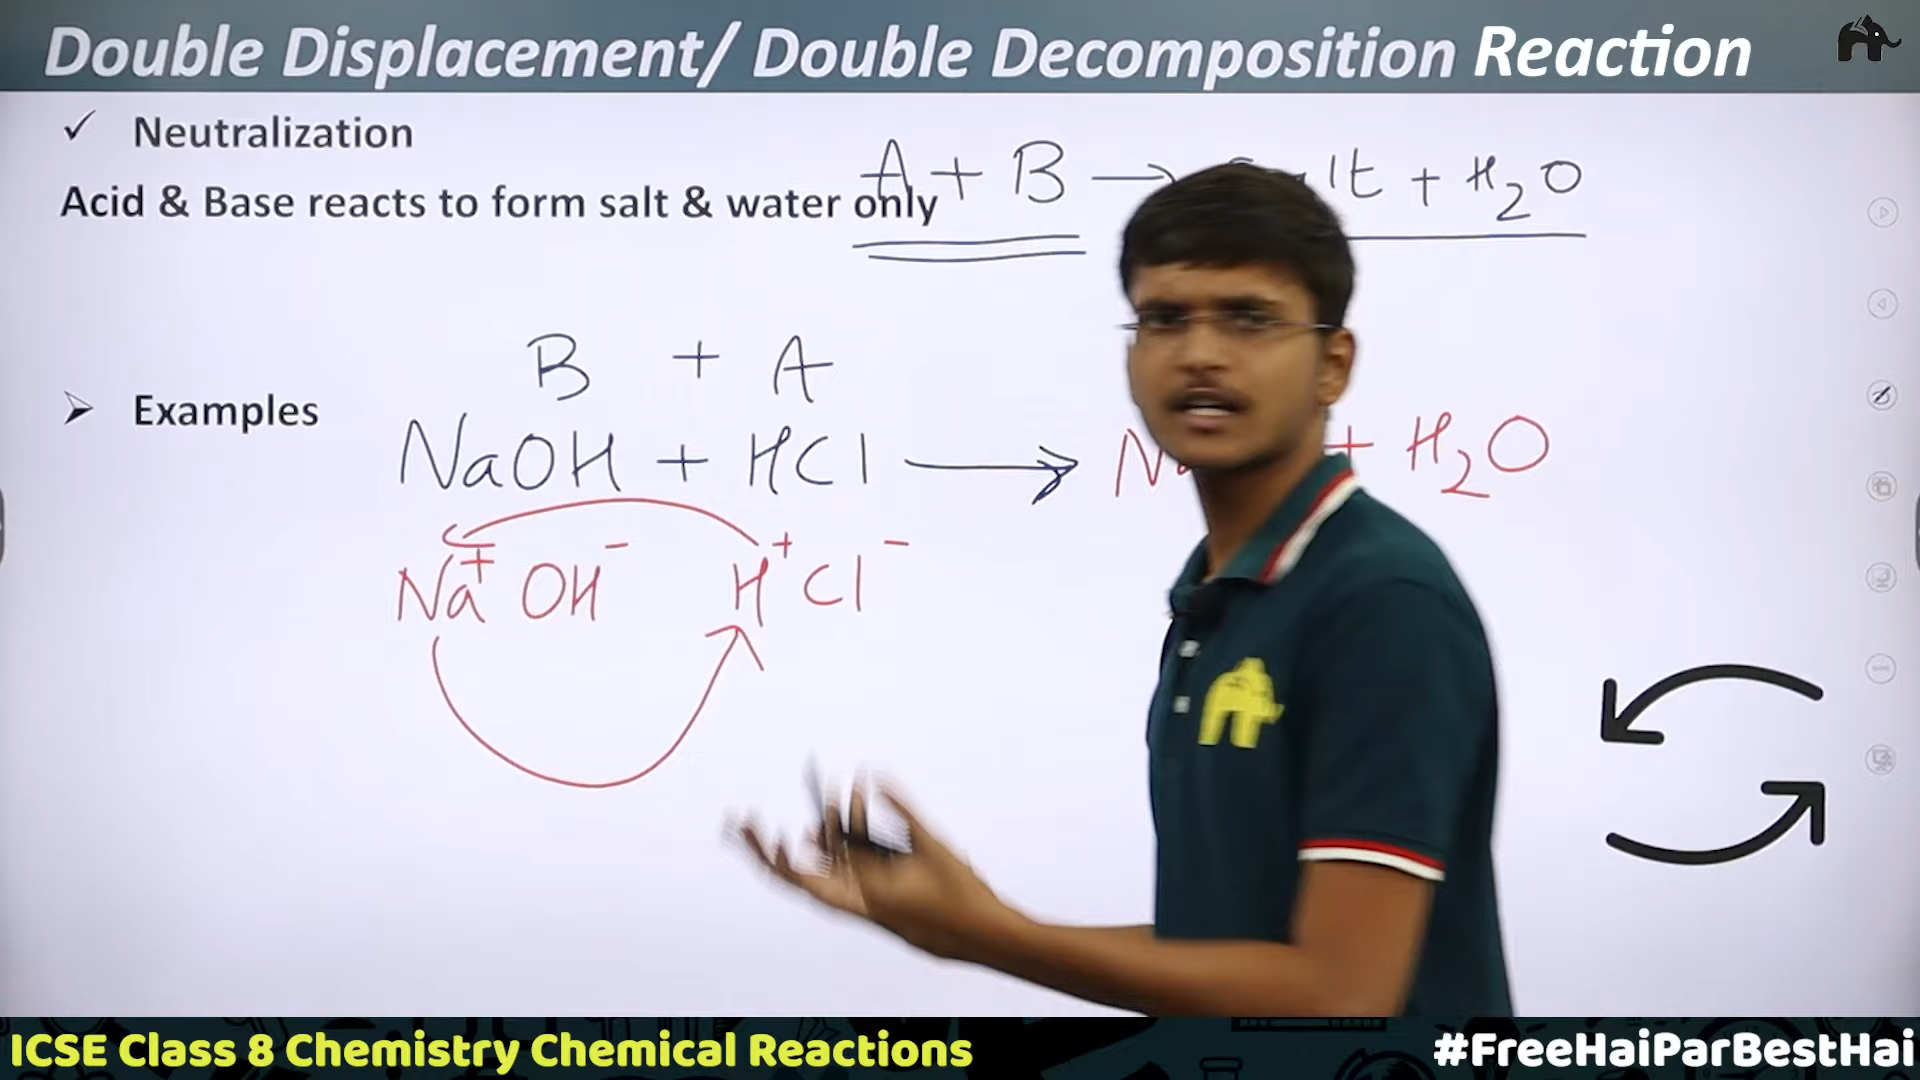 Double Displacement/ Double Decomposition Reaction
✓ Neutralization
A + B → lt + H₂O
Acid & Base reacts to form salt & water only
B + A
➢ Examples
NaOH + HCl → N + H₂O
Na⁺ OH⁻ H⁺ Cl⁻
ICSE Class 8 Chemistry Chemical Reactions
#FreeHaiParBestHai